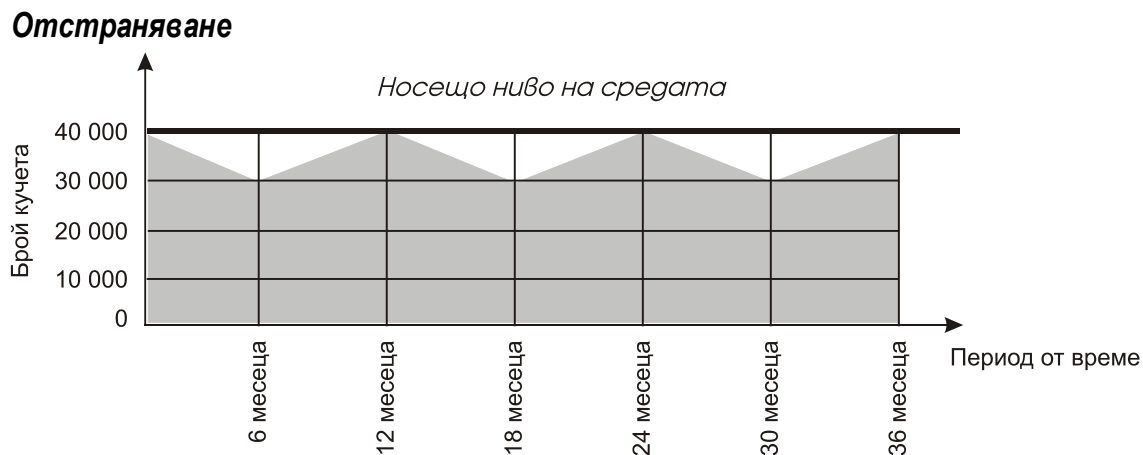 Отстраняване
Носещо ниво на средата
Брой кучета
40 000
30 000
20 000
10 000
0
6 месеца
12 месеца
18 месеца
24 месеца
30 месеца
36 месеца
Период от време